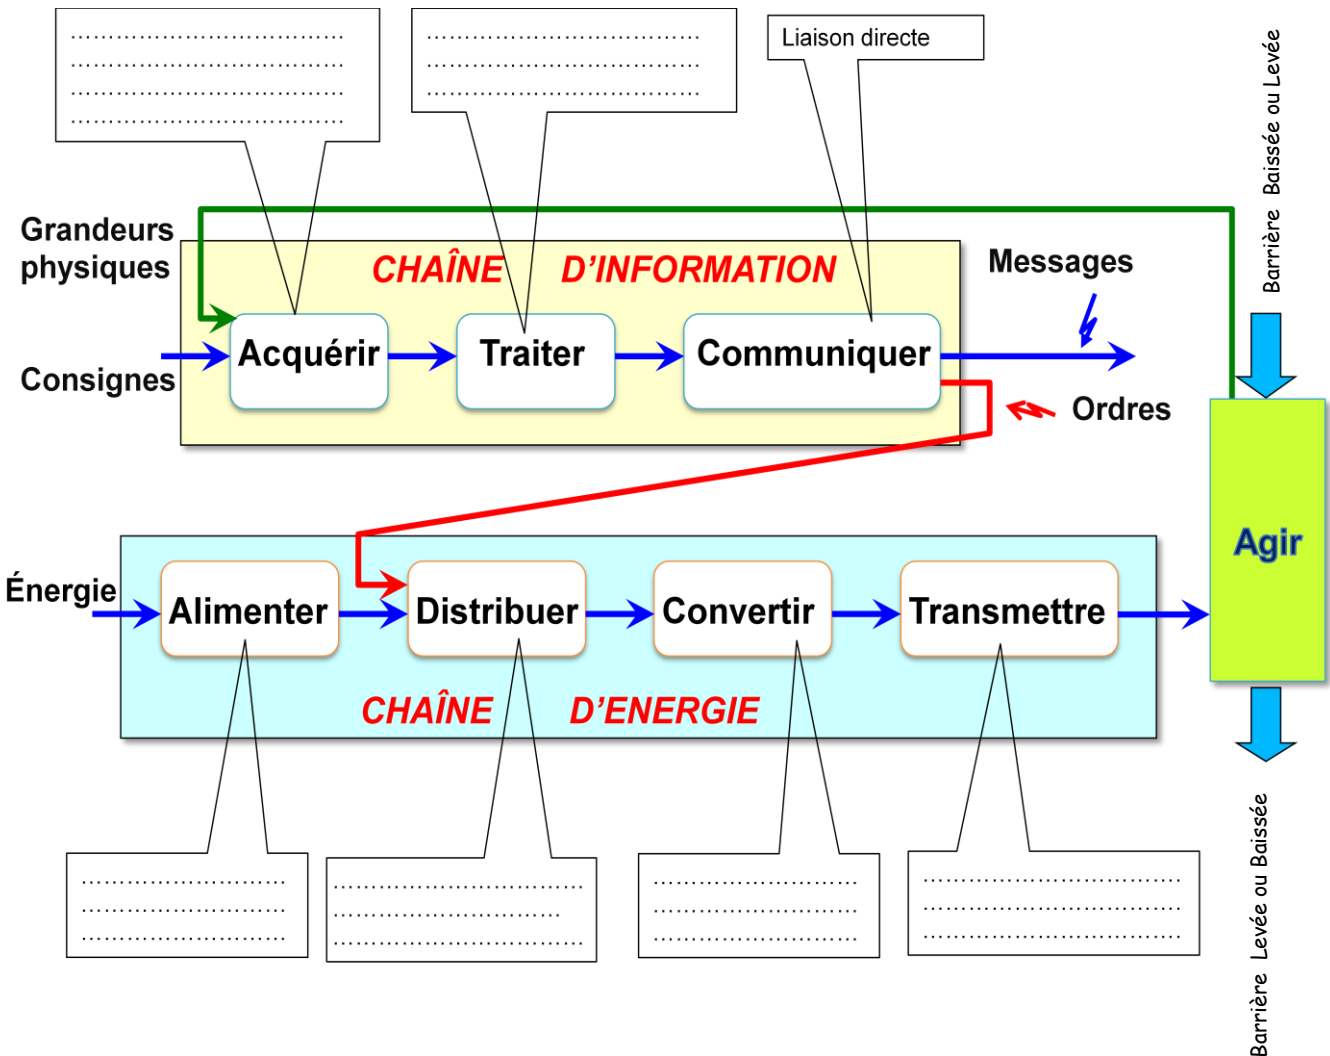 Liaison directe
Barrière Baissée ou Levée
Grandeurs
physiques
CHAÎNE D'INFORMATION
Messages
Acquérir
Traiter
Communiquer
Consignes
Ordres
Agir
Énergie
Alimenter
Distribuer
Convertir
Transmettre
CHAÎNE D'ENERGIE
Barrière Levée ou Baissée